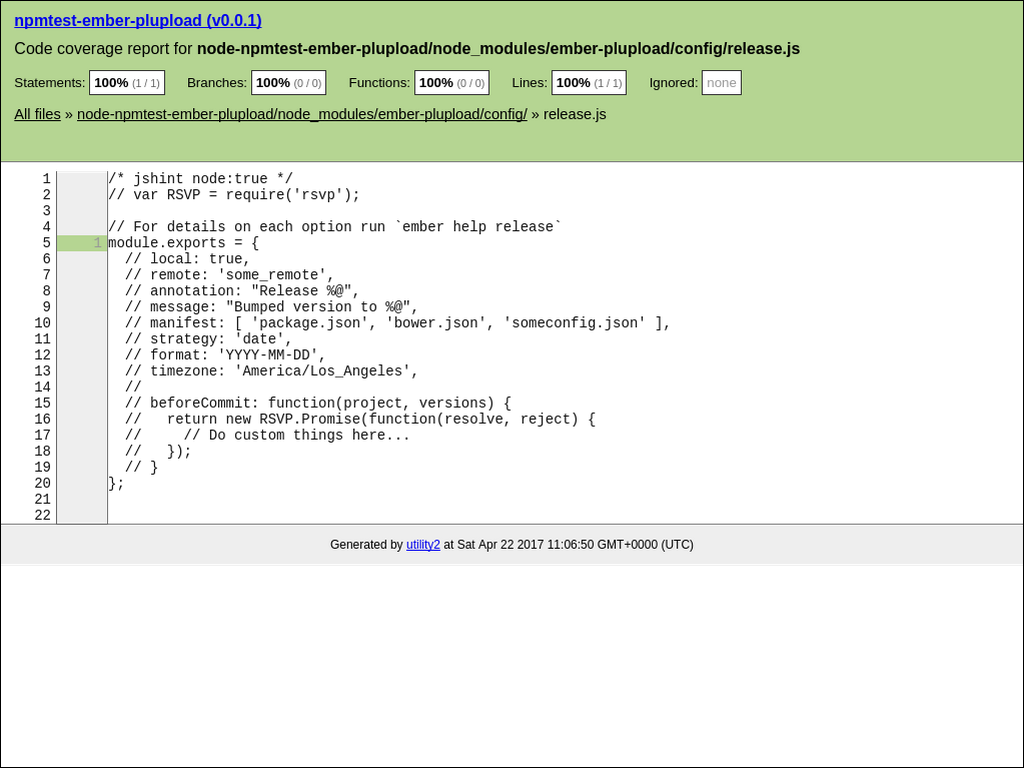 npmtest-ember-plupload (v0.0.1)
Code coverage report for node-npmtest-ember-plupload/node_modules/ember-plupload/config/release.js
Statements: 100% (1 / 1) Branches: 100% (0 / 0) Functions: 100% (0 / 0) Lines: 100% (1 / 1) Ignored: none
All files » node-npmtest-ember-plupload/node_modules/ember-plupload/config/ » release.js
1 /* jshint node:true */
2 // var RSVP = require('rsvp');
3
4 // For details on each option run `ember help release`
5 1 module.exports = {
6   // local: true,
7   // remote: 'some_remote',
8   // annotation: "Release %@",
9   // message: "Bumped version to %@",
10   // manifest: [ 'package.json', 'bower.json', 'someconfig.json' ],
11   // strategy: 'date',
12   // format: 'YYYY-MM-DD',
13   // timezone: 'America/Los_Angeles',
14   //
15   // beforeCommit: function(project, versions) {
16   //   return new RSVP.Promise(function(resolve, reject) {
17   //     // Do custom things here...
18   //   });
19   // }
20 };
21
22
Generated by utility2 at Sat Apr 22 2017 11:06:50 GMT+0000 (UTC)